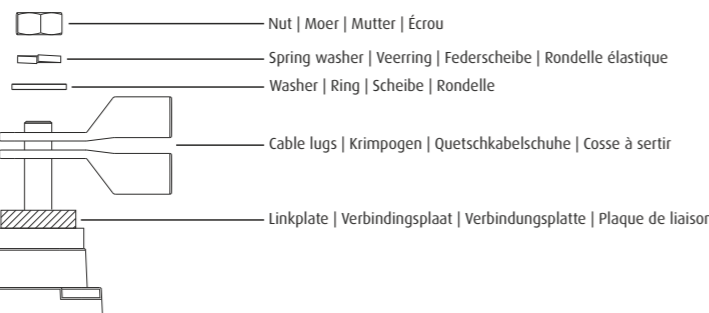 Nut | Moer | Mutter | Écrou
Spring washer | Veerring | Federscheibe | Rondelle élastique
Washer | Ring | Scheibe | Rondelle
Cable lugs | Krimpogen | Quetschkabelschuhe | Cosse à sertir
Linkplate | Verbindingsplaat | Verbindungsplatte | Plaque de liaison